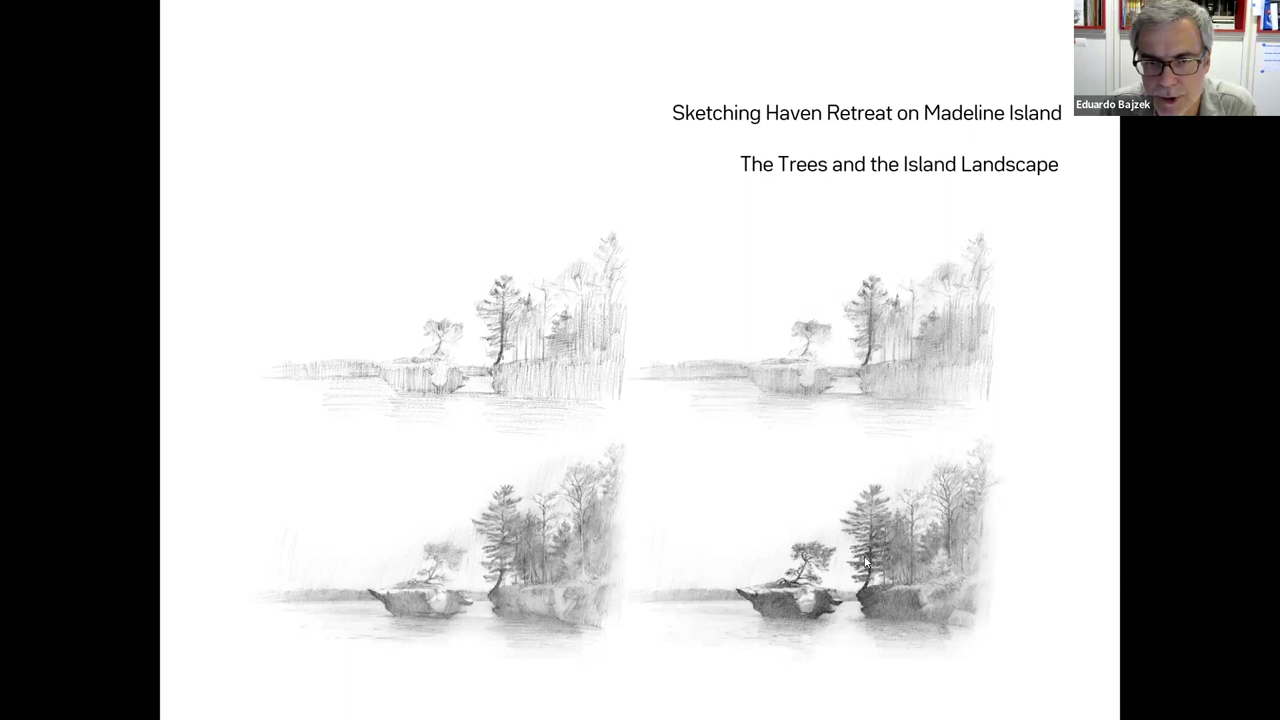 Sketching Haven Retreat on Madeline Island
The Trees and the Island Landscape
Eduardo Bajzek